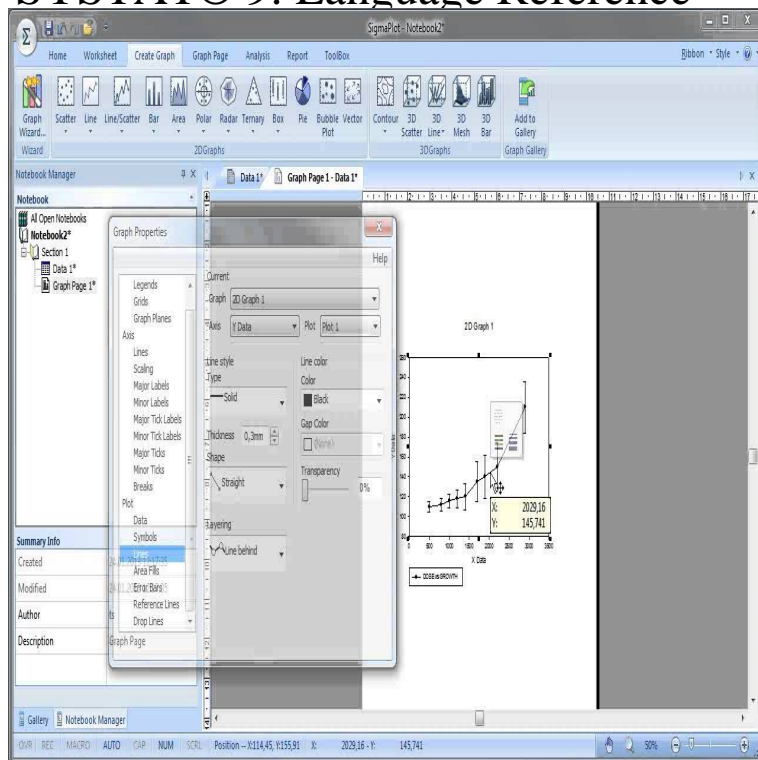 SYSTAT® 9: Language Reference
SigmaPlot - Notebook2*
Home Worksheet Create Graph Graph Page Analysis Report ToolBox
Ribbon Style
Graph Wizard... Scatter Line Line/Scatter Bar Area Polar Radar Ternary Box Pie Bubble Plot Vector Contour 3D Scatter 3D Line 3D Mesh 3D Bar Add to Gallery
Wizard 2DGraphs 3DGraphs Graph Gallery
Notebook Manager
Data 1* Graph Page 1 - Data 1*
Notebook
All Open Notebooks
Notebook2*
Section 1
Data 1*
Graph Page 1*
Graph Properties
Help
Legends
Grids
Graph Planes
Axis
Lines
Scaling
Major Labels
Minor Labels
Major Tick Labels
Minor Tick Labels
Major Ticks
Minor Ticks
Breaks
Plot
Data
Symbols
Lines
Area Fills
Error Bars
Reference Lines
Drop Lines
Current
Graph 2D Graph 1
Axis Y Data Plot Plot 1
Line style
Type
Solid
Thickness 0,3mm
Shape
Straight
Layering
Line behind
Line color
Color
Black
Gap Color
(None)
Transparency
0%
2D Graph 1
Y Data
X: 2029,16
Y: 145,741
0 500 1000 1500 2000 2500 3000 3500
X Data
DOSE vs GROWTH
Summary Info
Created
Modified
Author
Description Graph Page
Gallery Notebook Manager
OVR REC MACRO AUTO CAP NUM SCRL Position -- X:114,45, Y:155,91 X: 2029,16 - Y: 145,741 50%